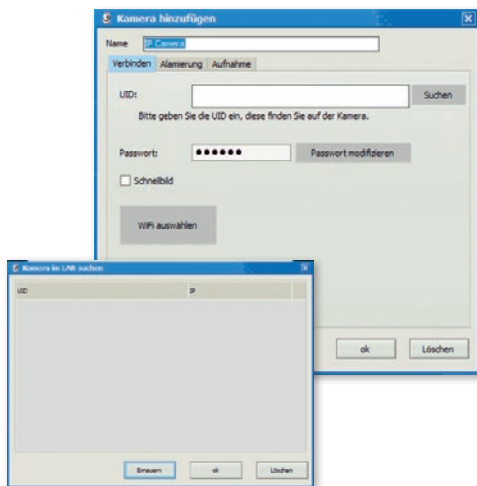 Kamera hinzufügen
Name IP Camera
Verbinden Alamierung Aufnahme
UID: Suchen
Bitte geben Sie die UID ein, diese finden Sie auf der Kamera.
Passwort: ●●●●●● Passwort modifizieren
Schnellbild
WiFi auswählen
ok Löschen
Kamera im LAN suchen
UID IP
Erneuern ok Löschen